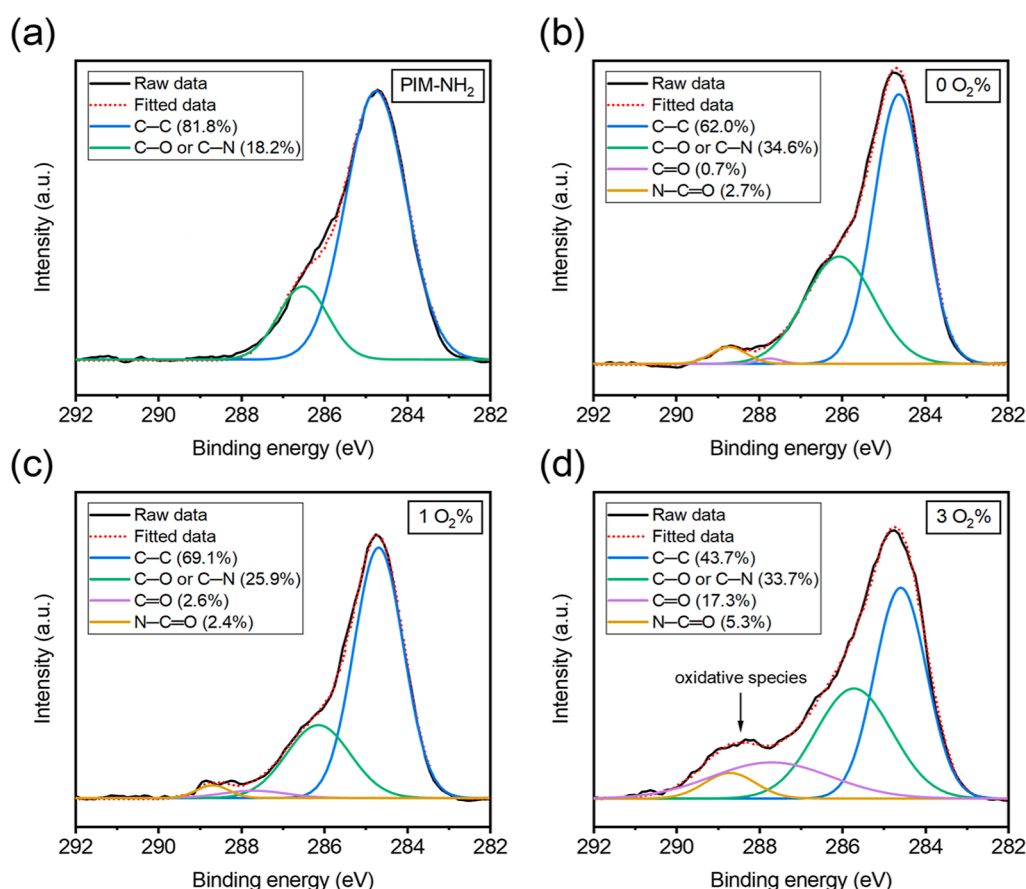 (a)
Raw data
Fitted data
C—C (81.8%)
C—O or C—N (18.2%)
PIM-NH₂
Intensity (a.u.)
292 290 288 286 284 282
Binding energy (eV)
(b)
Raw data
Fitted data
C—C (62.0%)
C—O or C—N (34.6%)
C=O (0.7%)
N—C=O (2.7%)
0 O₂%
Intensity (a.u.)
292 290 288 286 284 282
Binding energy (eV)
(c)
Raw data
Fitted data
C—C (69.1%)
C—O or C—N (25.9%)
C=O (2.6%)
N—C=O (2.4%)
1 O₂%
Intensity (a.u.)
292 290 288 286 284 282
Binding energy (eV)
(d)
Raw data
Fitted data
C—C (43.7%)
C—O or C—N (33.7%)
C=O (17.3%)
N—C=O (5.3%)
3 O₂%
oxidative species
Intensity (a.u.)
292 290 288 286 284 282
Binding energy (eV)